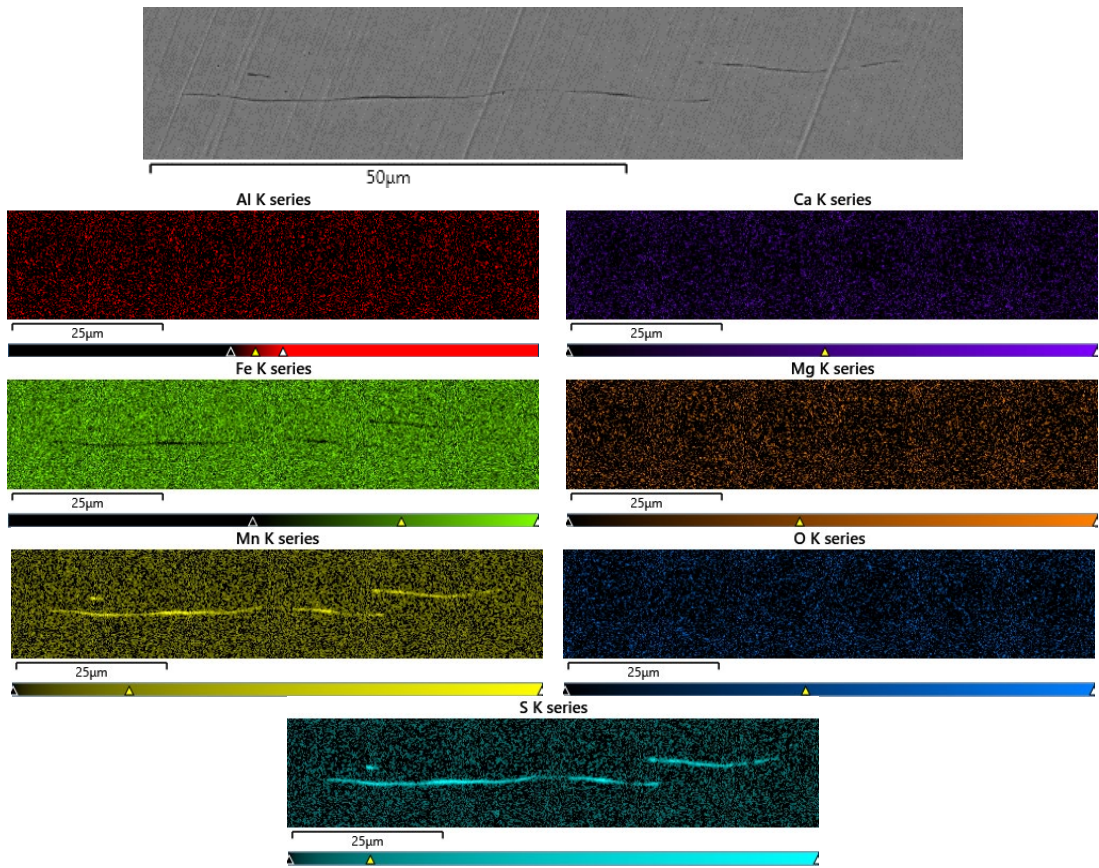 50µm
Al K series
Ca K series
25µm
25µm
Fe K series
Mg K series
25µm
25µm
Mn K series
O K series
25µm
25µm
S K series
25µm